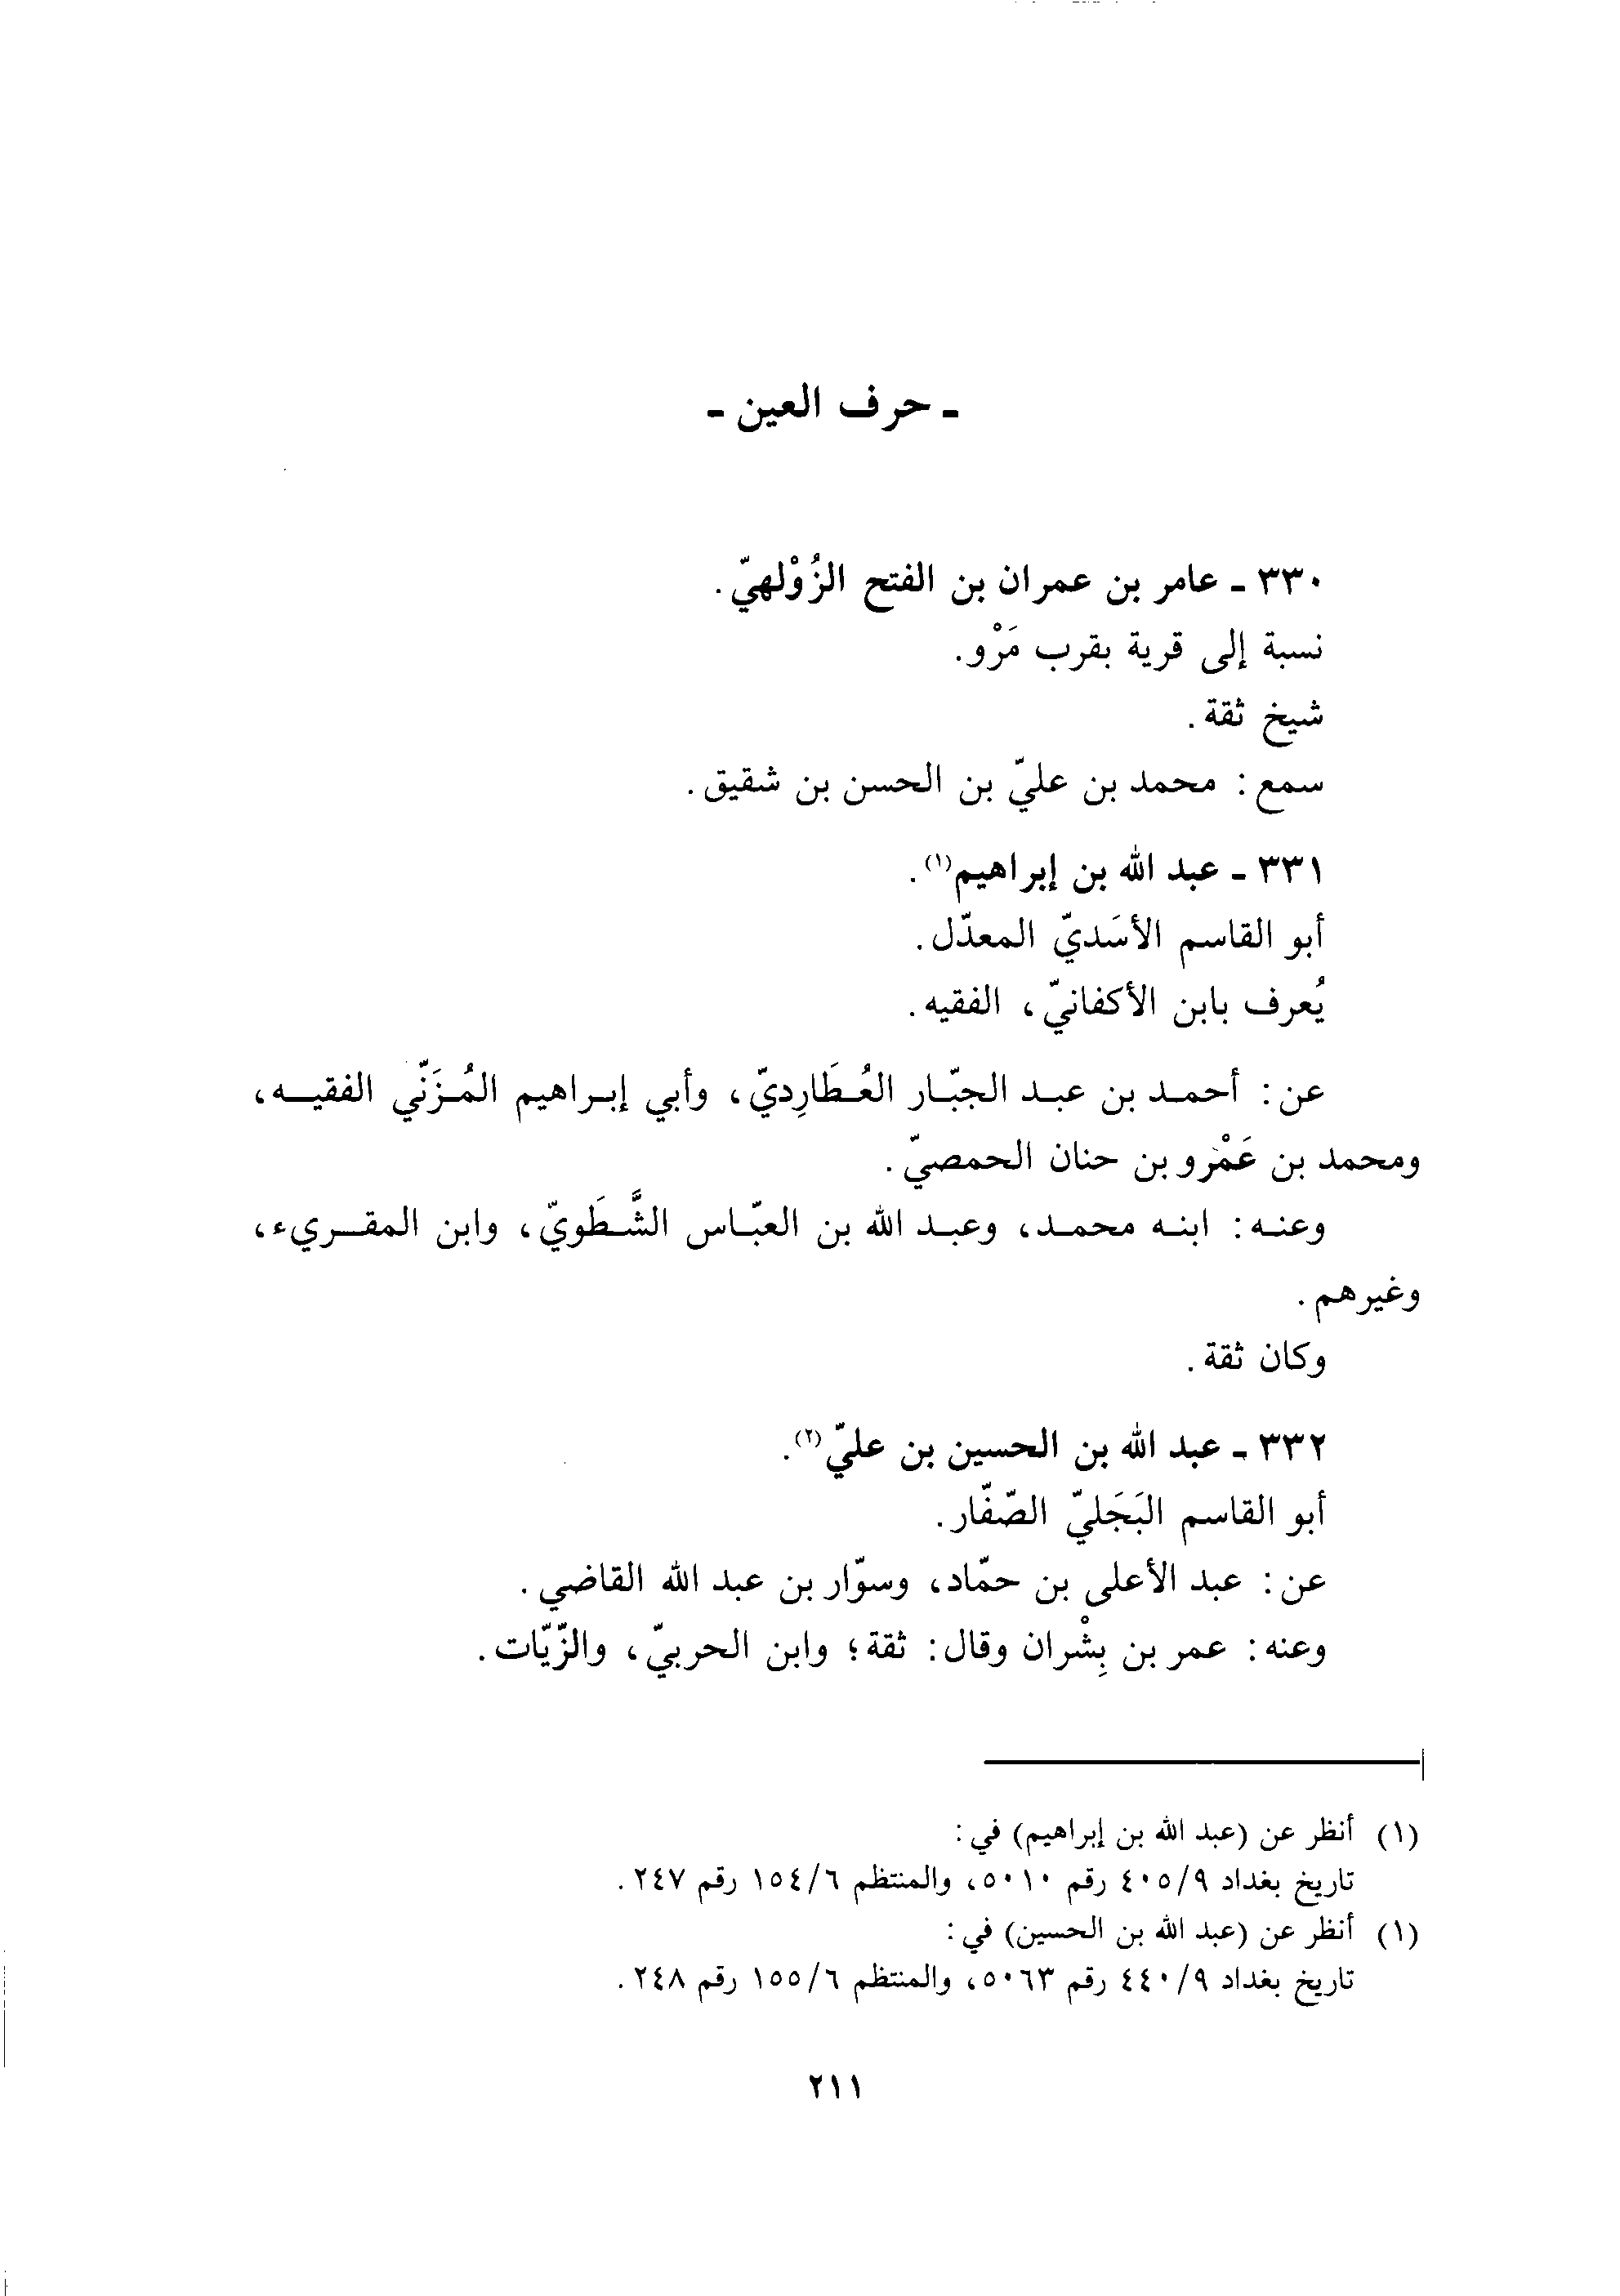 ـ حرف العين ـ
٣٣٠ ـ عامر بن عمران بن الفتح الزُوْلهيّ.
نسبة إلى قرية بقرب مَرْو.
شيخ ثقة.
سمع: محمد بن عليّ بن الحسن بن شقيق.
٣٣١ ـ عبد الله بن إبراهيم(١).
أبو القاسم الأسَديّ المعدّل.
يُعرف بابن الأكفانيّ، الفقيه.
عن: أحمد بن عبد الجبّار العُطَارِديّ، وأبي إبراهيم المُزَنّي الفقيه،
ومحمد بن عَمْرو بن حنان الحمصيّ.
وعنه: ابنه محمد، وعبد الله بن العبّاس الشَّطَويّ، وابن المقريء،
وغيرهم.
وكان ثقة.
٣٣٢ ـ عبد الله بن الحسين بن عليّ(٢).
أبو القاسم البَجَليّ الصّفّار.
عن: عبد الأعلى بن حمّاد، وسوّار بن عبد الله القاضي.
وعنه: عمر بن بِشْران وقال: ثقة؛ وابن الحربيّ، والزّيّات.
(١) أنظر عن (عبد الله بن إبراهيم) في:
تاريخ بغداد ٤٠٥/٩ رقم ٥٠١٠، والمنتظم ١٥٤/٦ رقم ٢٤٧.
(١) أنظر عن (عبد الله بن الحسين) في:
تاريخ بغداد ٤٤٠/٩ رقم ٥٠٦٣، والمنتظم ١٥٥/٦ رقم ٢٤٨.
٢١١